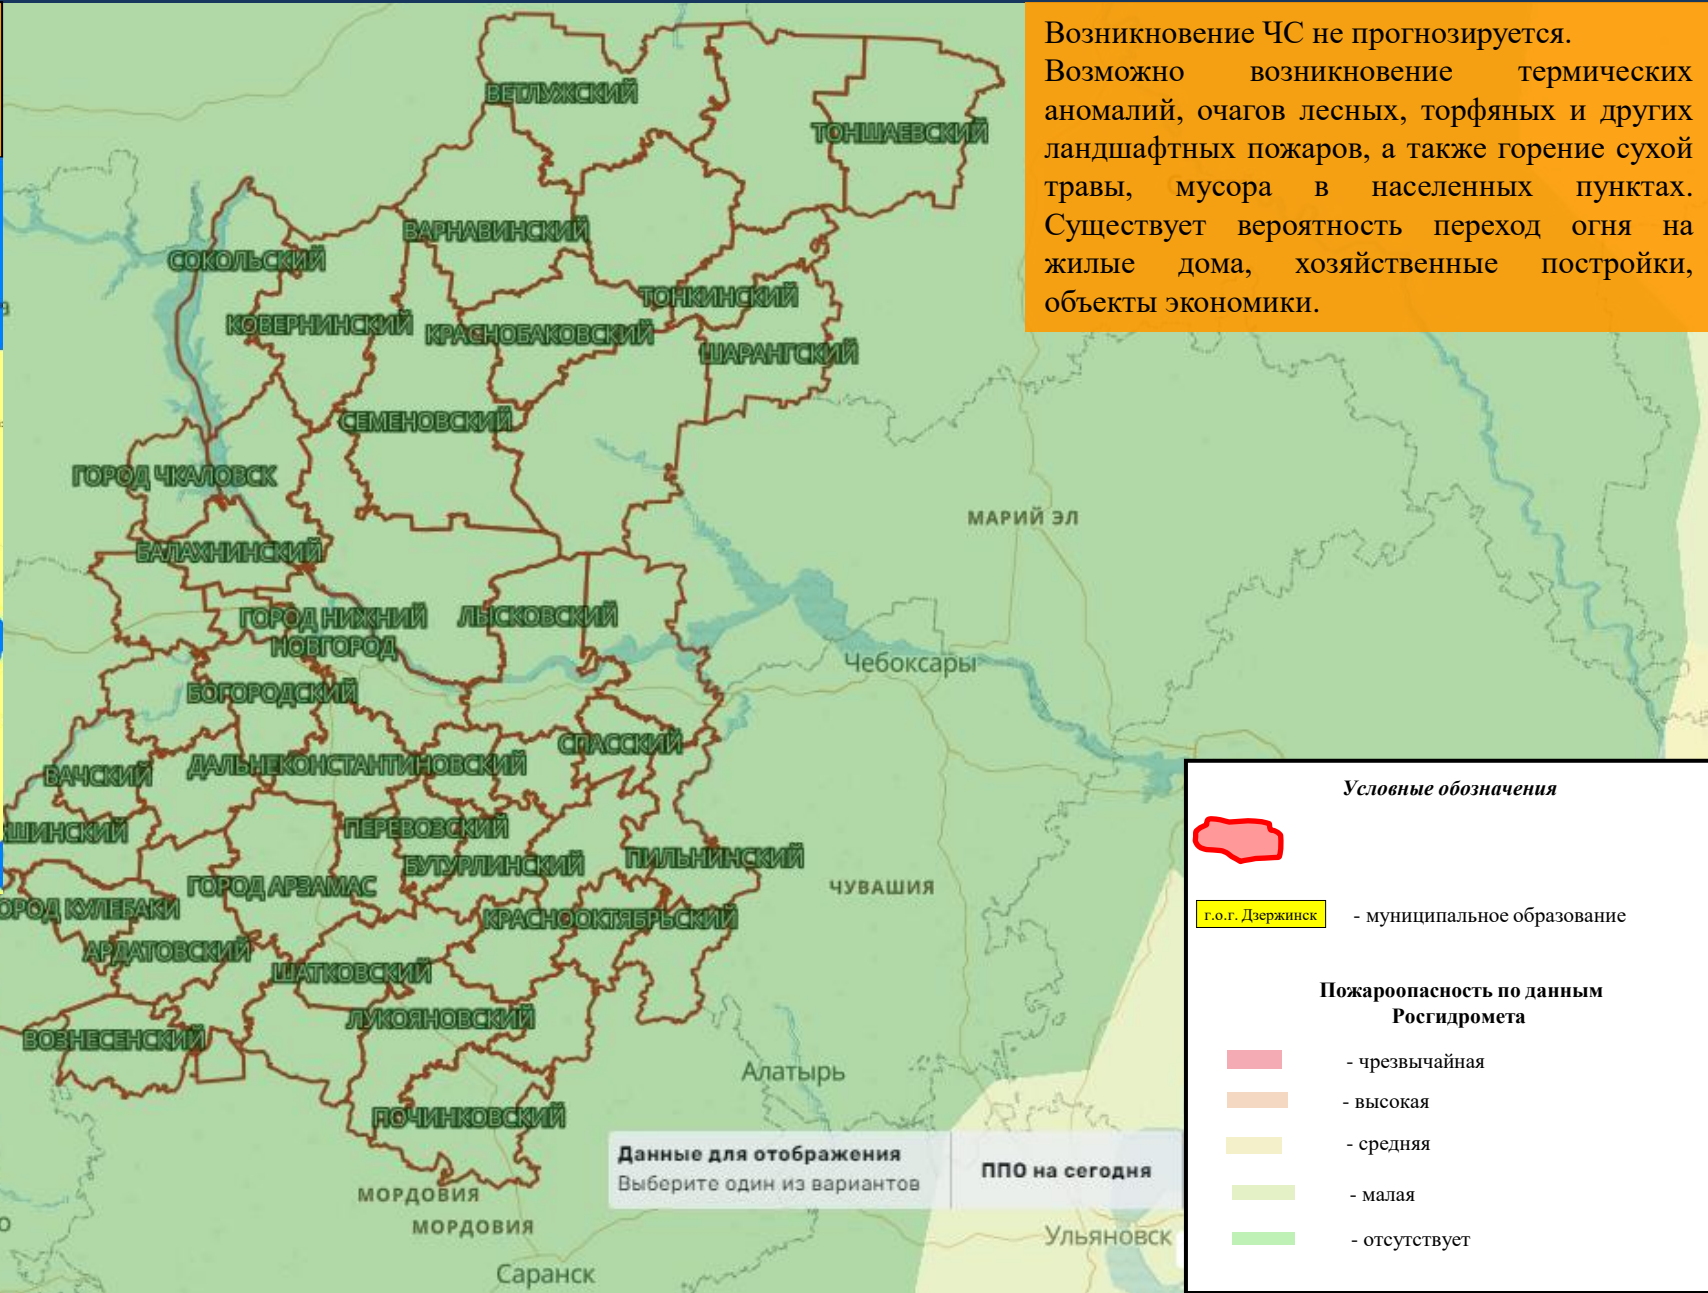 Возникновение ЧС не прогнозируется.
Возможно возникновение термических
аномалий, очагов лесных, торфяных и других
ландшафтных пожаров, а также горение сухой
травы, мусора в населенных пунктах.
Существует вероятность переход огня на
жилые дома, хозяйственные постройки,
объекты экономики.
ВЕТЛУЖСКИЙ
ТОНШАЕВСКИЙ
ВАРНАВИНСКИЙ
СОКОЛЬСКИЙ
ТОНКИНСКИЙ
КОВЕРНИНСКИЙ
КРАСНОБАКОВСКИЙ
ШАРАНГСКИЙ
СЕМЕНОВСКИЙ
ГОРОД ЧКАЛОВСК
МАРИЙ ЭЛ
БАЛАХНИНСКИЙ
ГОРОД НИЖНИЙ
НОВГОРОД
ЛЫСКОВСКИЙ
Чебоксары
БОГОРОДСКИЙ
СПАССКИЙ
ВАЧСКИЙ
ДАЛЬНЕКОНСТАНТИНОВСКИЙ
ШИНСКИЙ
ПЕРЕВОЗСКИЙ
БУТУРЛИНСКИЙ
ПИЛЬНИНСКИЙ
ГОРОД АРЗАМАС
ЧУВАШИЯ
ОРОД КУЛЕБАКИ
КРАСНООКТЯБРЬСКИЙ
АРДАТОВСКИЙ
ШАТКОВСКИЙ
ЛУКОЯНОВСКИЙ
ВОЗНЕСЕНСКИЙ
Алатырь
ПОЧИНКОВСКИЙ
МОРДОВИЯ
МОРДОВИЯ
Ульяновск
Саранск
Данные для отображения
Выберите один из вариантов
ППО на сегодня
Условные обозначения
г.о.г. Дзержинск
- муниципальное образование
Пожароопасность по данным
Росгидромета
- чрезвычайная
- высокая
- средняя
- малая
- отсутствует